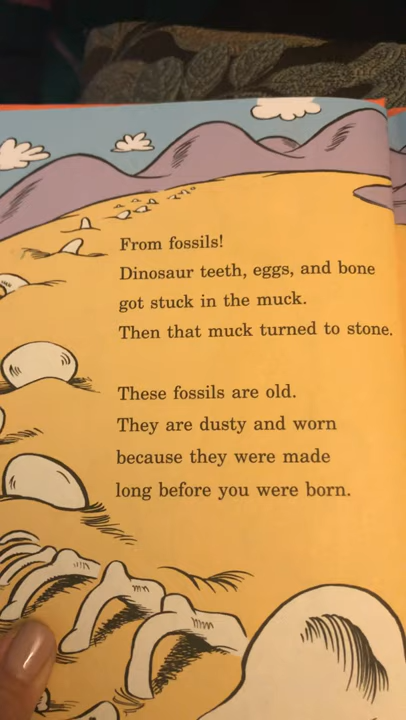 From fossils!
Dinosaur teeth, eggs, and bone
got stuck in the muck.
Then that muck turned to stone.
These fossils are old.
They are dusty and worn
because they were made
long before you were born.